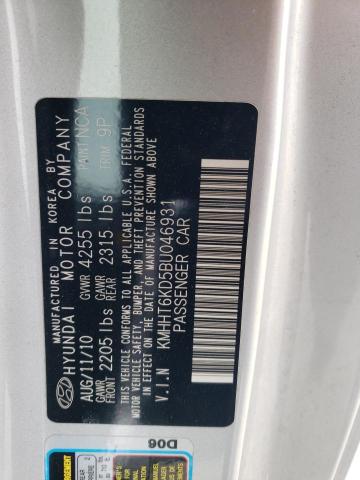 MANUFACTURED IN KOREA BY
HYUNDAI MOTOR COMPANY
AUG/11/10 GVWR 4255 lbs PAINT NCA
GAWR FRONT 2205 lbs GAWR REAR 2315 lbs TRIM 9P
THIS VEHICLE CONFORMS TO ALL APPLICABLE U.S.A. FEDERAL
MOTOR VEHICLE SAFETY, BUMPER, AND THEFT PREVENTION STANDARDS
IN EFFECT ON THE DATE OF MANUFACTURE SHOWN ABOVE
V.I.N KMHHT6KD5BU046931
PASSENGER CAR
D06